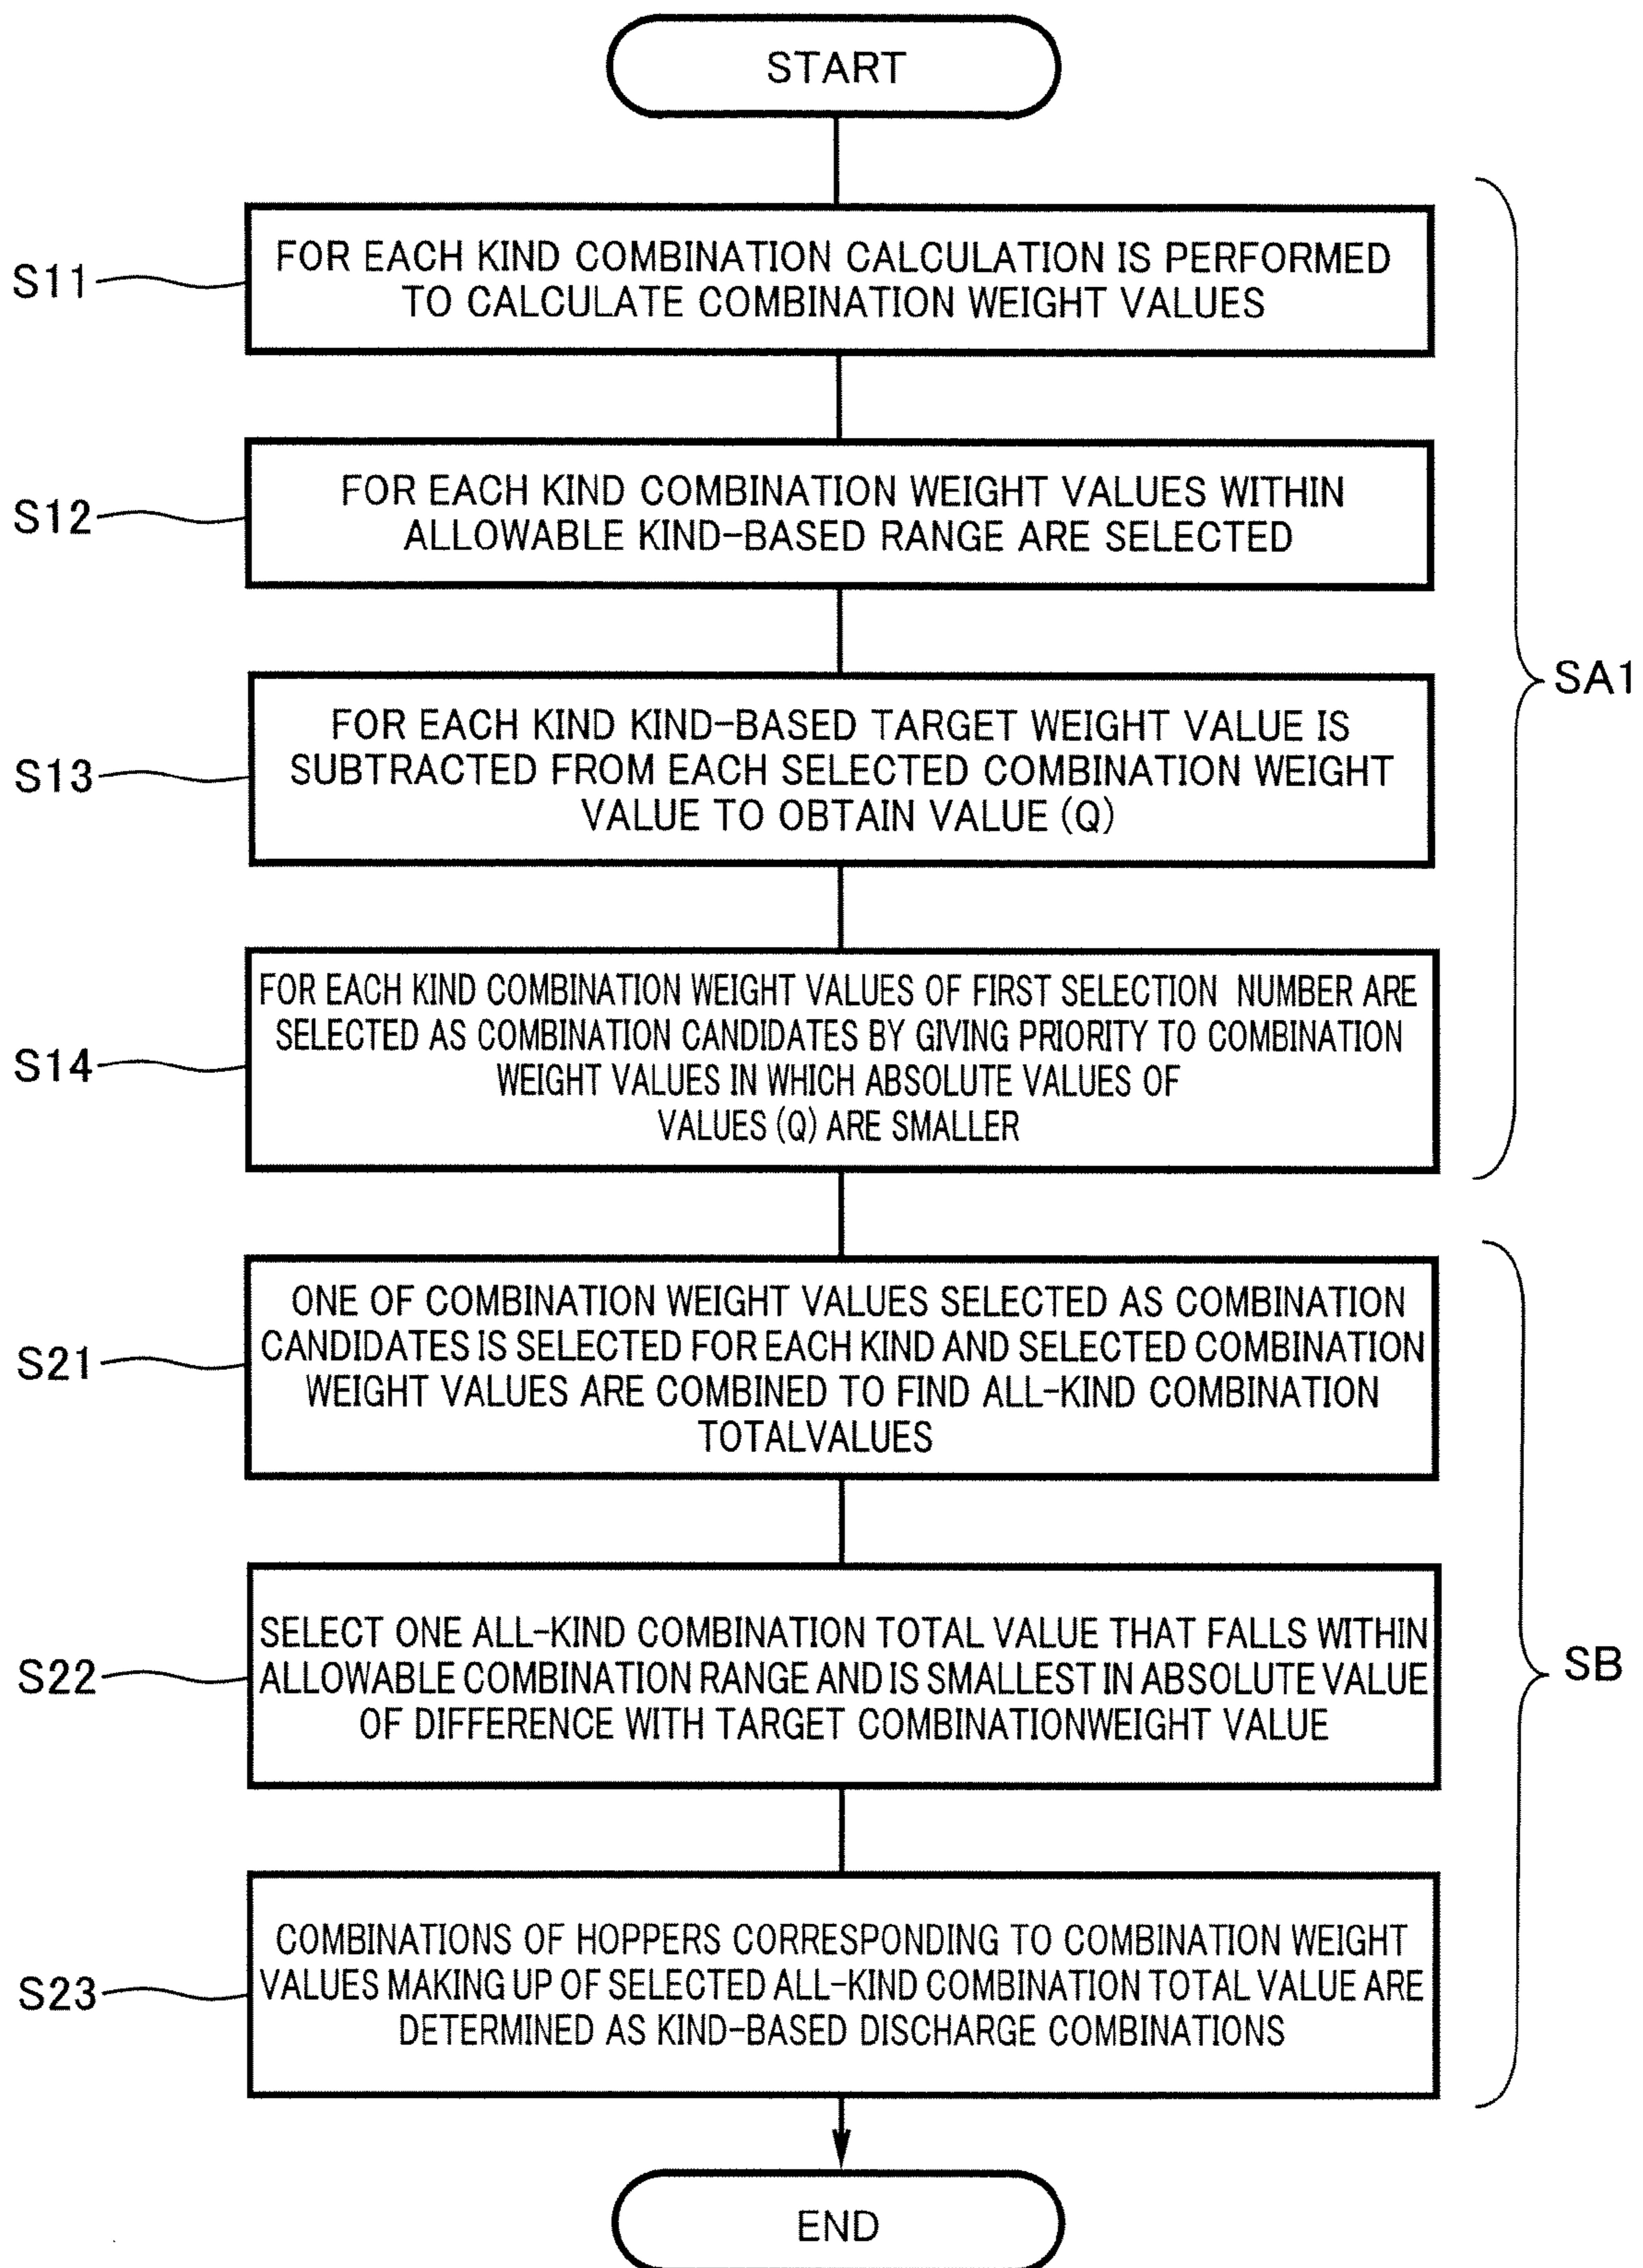 START
S11
FOR EACH KIND COMBINATION CALCULATION IS PERFORMED
TO CALCULATE COMBINATION WEIGHT VALUES
S12
FOR EACH KIND COMBINATION WEIGHT VALUES WITHIN
ALLOWABLE KIND-BASED RANGE ARE SELECTED
SA1
S13
FOR EACH KIND KIND-BASED TARGET WEIGHT VALUE IS
SUBTRACTED FROM EACH SELECTED COMBINATION WEIGHT
VALUE TO OBTAIN VALUE (Q)
S14
FOR EACH KIND COMBINATION WEIGHT VALUES OF FIRST SELECTION NUMBER ARE
SELECTED AS COMBINATION CANDIDATES BY GIVING PRIORITY TO COMBINATION
WEIGHT VALUES IN WHICH ABSOLUTE VALUES OF
VALUES (Q) ARE SMALLER
S21
ONE OF COMBINATION WEIGHT VALUES SELECTED AS COMBINATION
CANDIDATES IS SELECTED FOR EACH KIND AND SELECTED COMBINATION
WEIGHT VALUES ARE COMBINED TO FIND ALL-KIND COMBINATION
TOTALVALUES
S22
SELECT ONE ALL-KIND COMBINATION TOTAL VALUE THAT FALLS WITHIN
ALLOWABLE COMBINATION RANGE AND IS SMALLEST IN ABSOLUTE VALUE
OF DIFFERENCE WITH TARGET COMBINATIONWEIGHT VALUE
SB
S23
COMBINATIONS OF HOPPERS CORRESPONDING TO COMBINATION WEIGHT
VALUES MAKING UP OF SELECTED ALL-KIND COMBINATION TOTAL VALUE ARE
DETERMINED AS KIND-BASED DISCHARGE COMBINATIONS
END